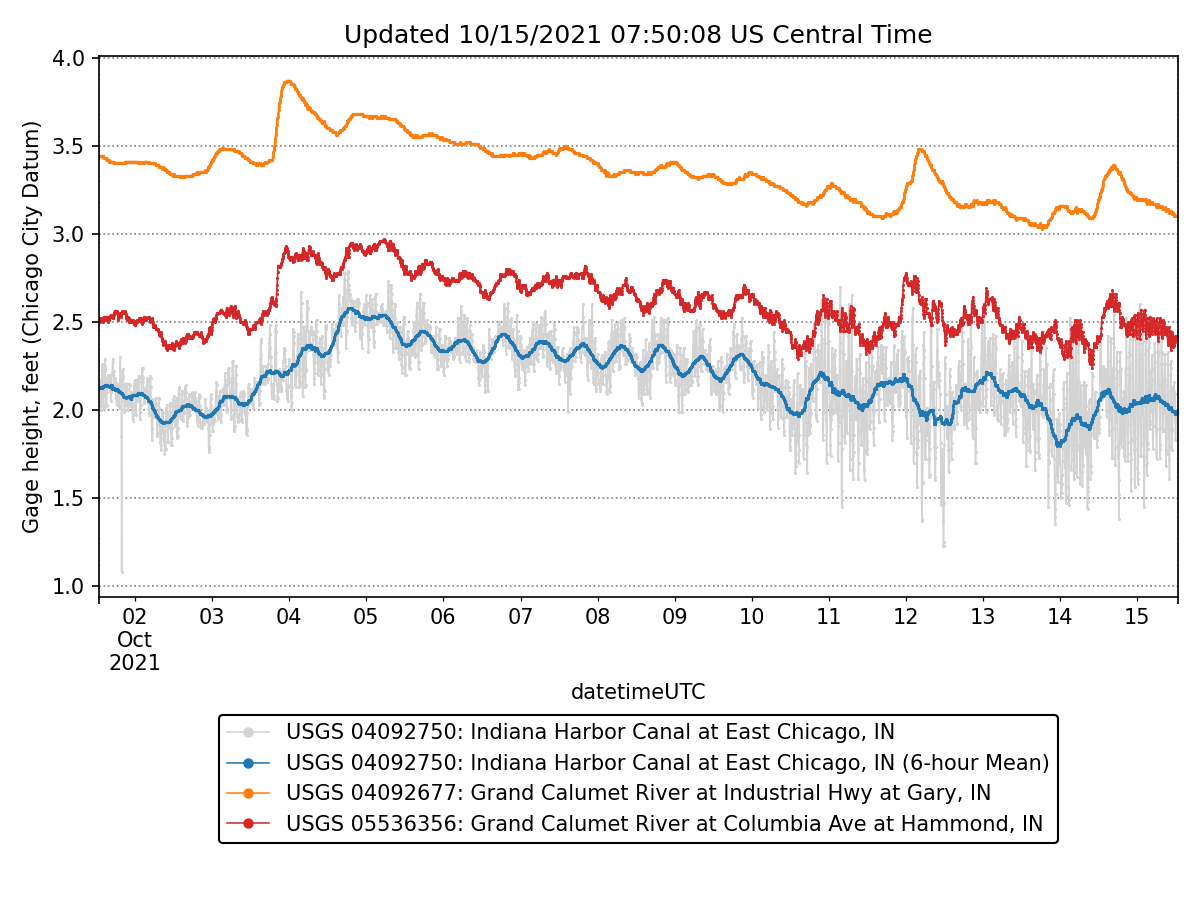 Updated 10/15/2021 07:50:08 US Central Time
Gage height, feet (Chicago City Datum)
4.0
3.5
3.0
2.5
2.0
1.5
1.0
02 03 04 05 06 07 08 09 10 11 12 13 14 15
Oct
2021
datetimeUTC
USGS 04092750: Indiana Harbor Canal at East Chicago, IN
USGS 04092750: Indiana Harbor Canal at East Chicago, IN (6-hour Mean)
USGS 04092677: Grand Calumet River at Industrial Hwy at Gary, IN
USGS 05536356: Grand Calumet River at Columbia Ave at Hammond, IN